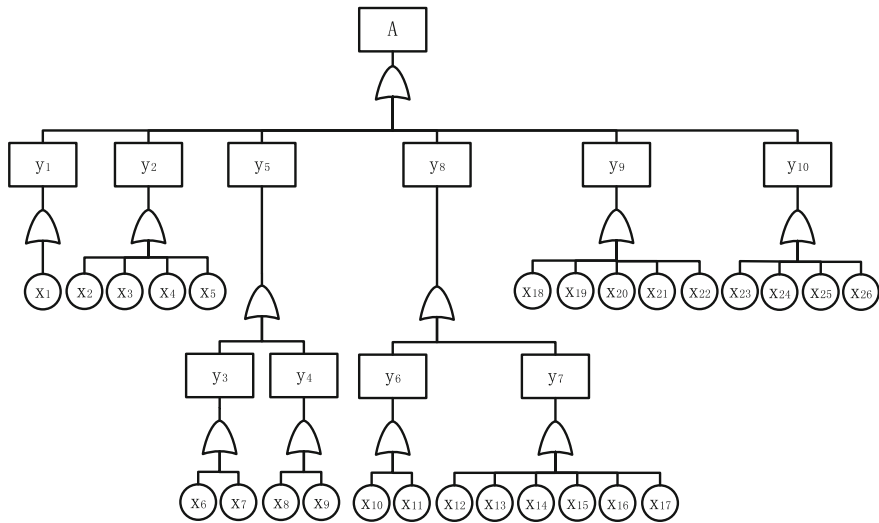 A
y1 y2 y5 y8 y9 y10
x1 x2 x3 x4 x5 x18 x19 x20 x21 x22 x23 x24 x25 x26
y3 y4 y6 y7
x6 x7 x8 x9 x10 x11 x12 x13 x14 x15 x16 x17